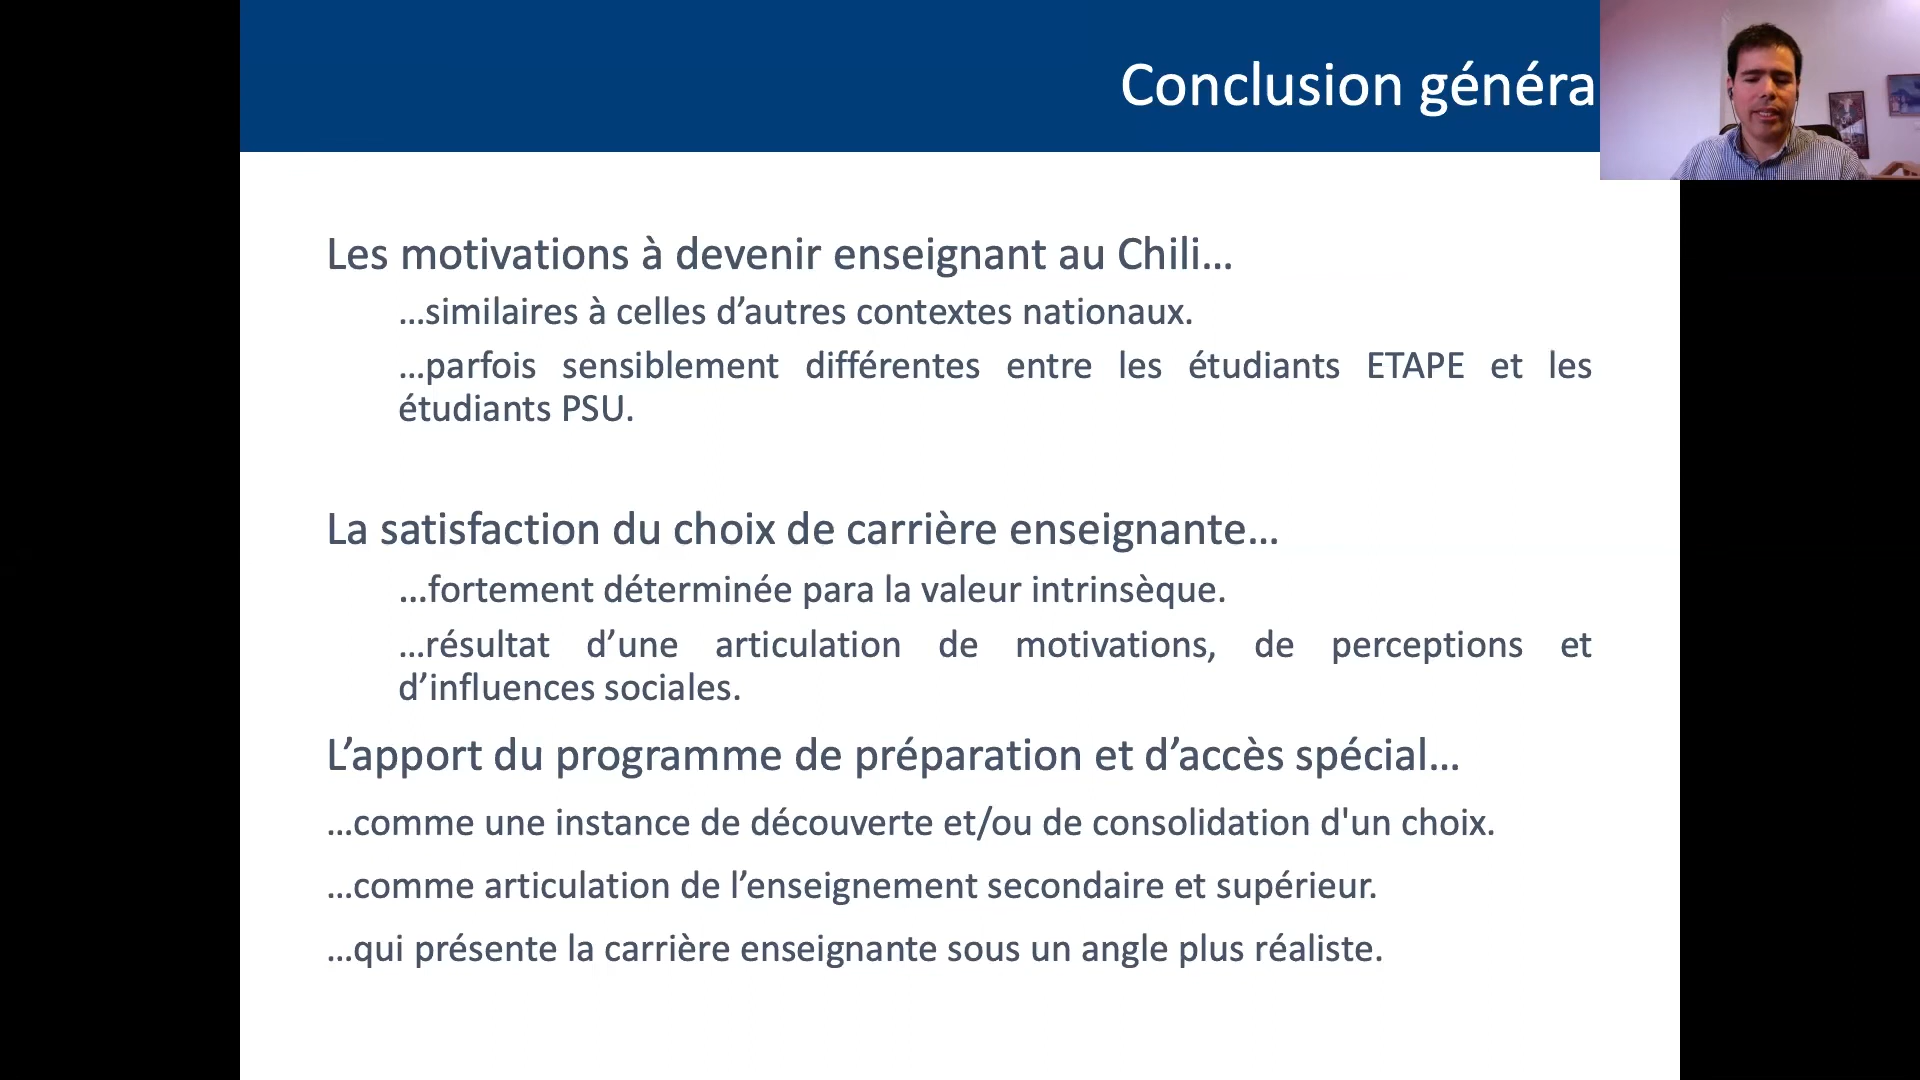 Conclusion généra
Les motivations à devenir enseignant au Chili…
…similaires à celles d’autres contextes nationaux.
…parfois sensiblement différentes entre les étudiants ETAPE et les
étudiants PSU.
La satisfaction du choix de carrière enseignante…
…fortement déterminée para la valeur intrinsèque.
…résultat d’une articulation de motivations, de perceptions et
d’influences sociales.
L’apport du programme de préparation et d’accès spécial…
…comme une instance de découverte et/ou de consolidation d'un choix.
…comme articulation de l’enseignement secondaire et supérieur.
…qui présente la carrière enseignante sous un angle plus réaliste.